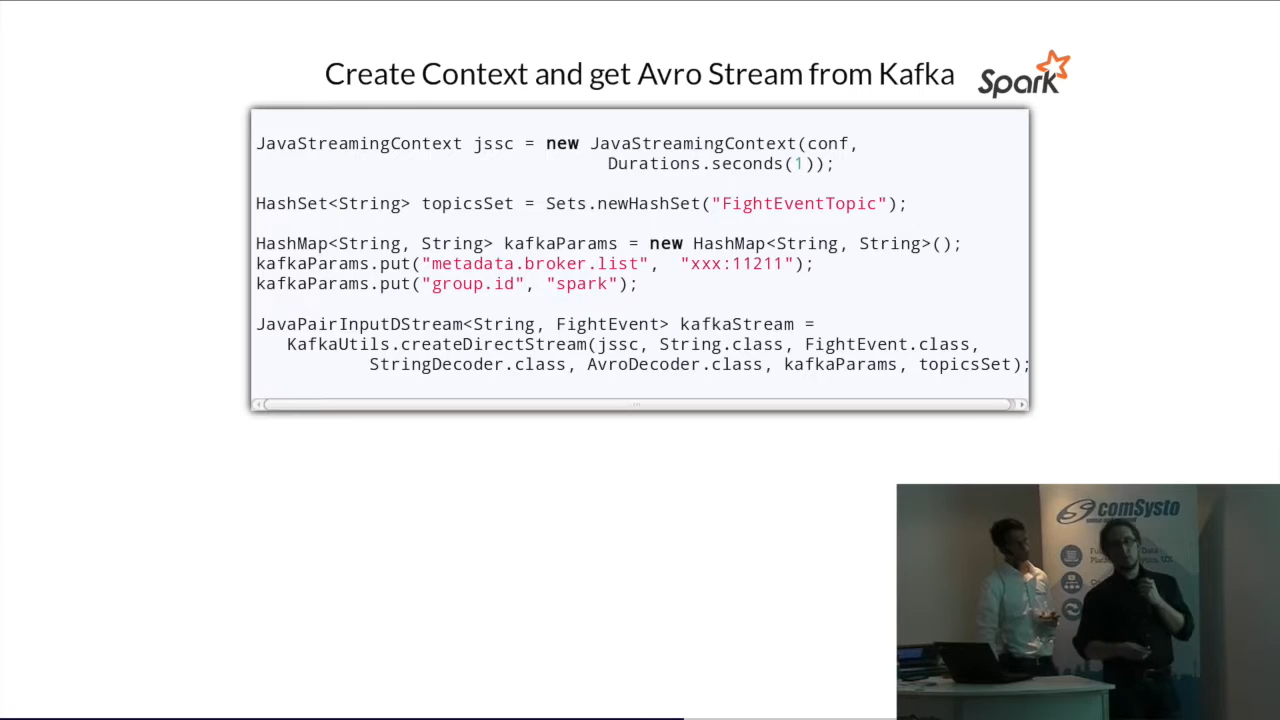 Create Context and get Avro Stream from Kafka
Spark
JavaStreamingContext jssc = new JavaStreamingContext(conf,
Durations.seconds(1));
HashSet<String> topicsSet = Sets.newHashSet("FightEventTopic");
HashMap<String, String> kafkaParams = new HashMap<String, String>();
kafkaParams.put("metadata.broker.list", "xxx:11211");
kafkaParams.put("group.id", "spark");
JavaPairInputDStream<String, FightEvent> kafkaStream =
KafkaUtils.createDirectStream(jssc, String.class, FightEvent.class,
StringDecoder.class, AvroDecoder.class, kafkaParams, topicsSet);
comSysto
Data